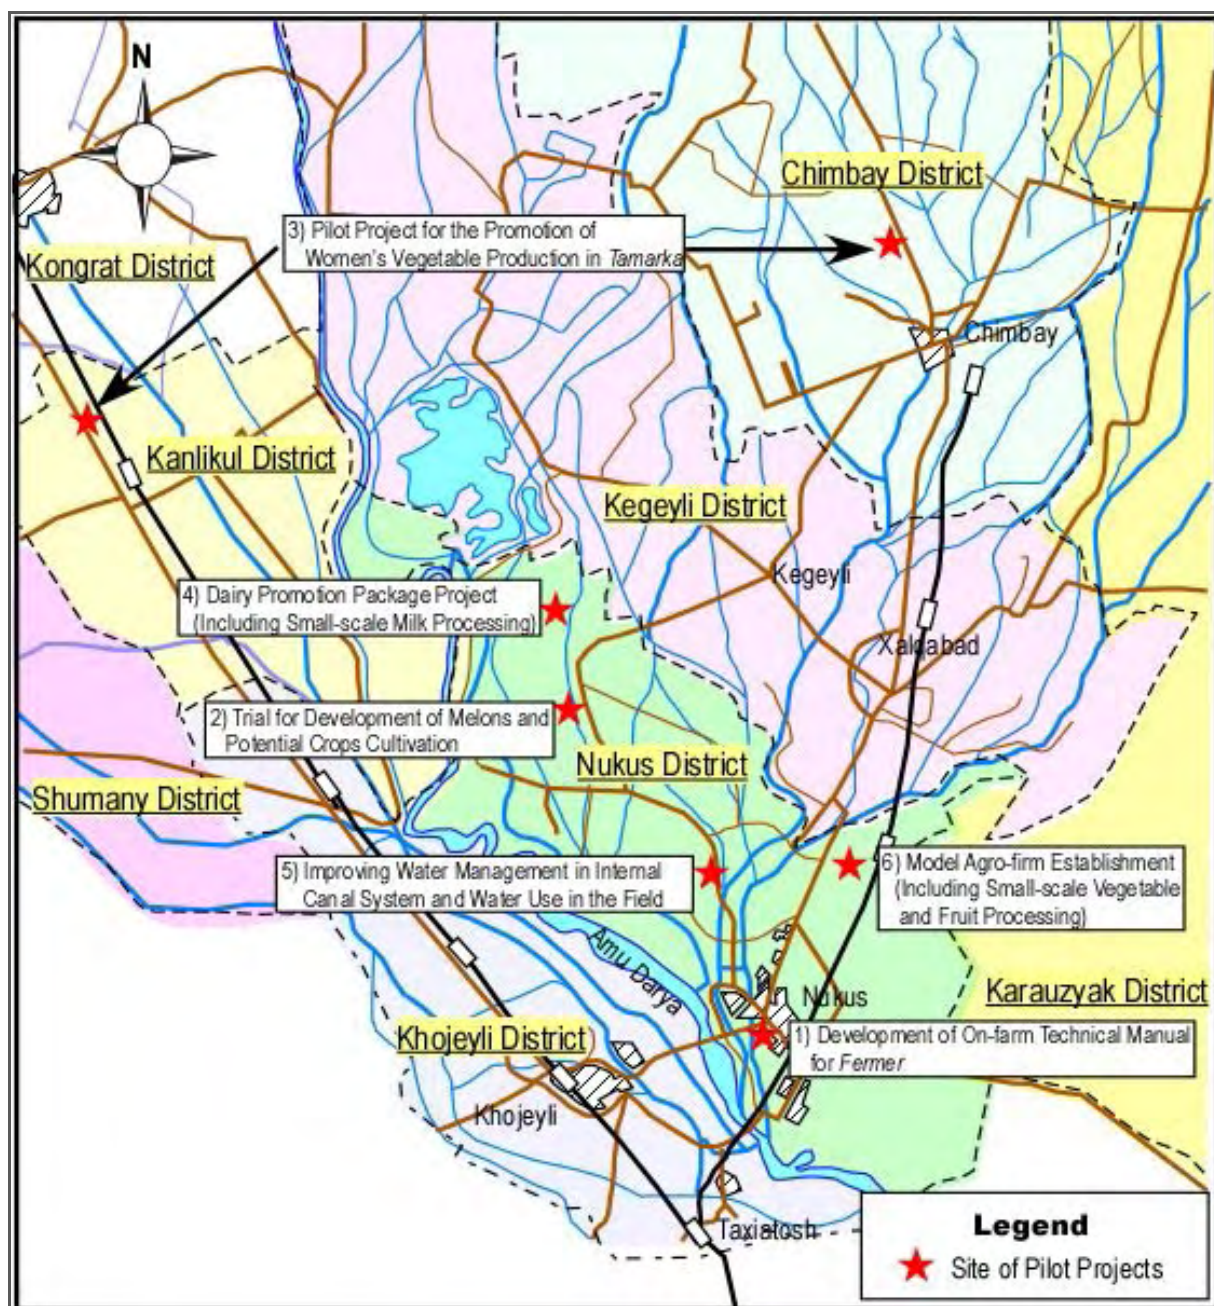 N
Chimbay District
3) Pilot Project for the Promotion of
Women's Vegetable Production in Tamarka
Kongrat District
Chimbay
Kanlikul District
Kegeyli District
Kegeyli
4) Dairy Promotion Package Project
(Including Small-scale Milk Processing)
Xalqabad
2) Trial for Development of Melons and
Potential Crops Cultivation
Nukus District
Shumany District
5) Improving Water Management in Internal
Canal System and Water Use in the Field
6) Model Agro-firm Establishment
(Including Small-scale Vegetable
and Fruit Processing)
Amu Darya
Nukus
Karauzyak District
Khojeyli District
1) Development of On-farm Technical Manual
for Fermer
Khojeyli
Taxiatosh
Legend
Site of Pilot Projects